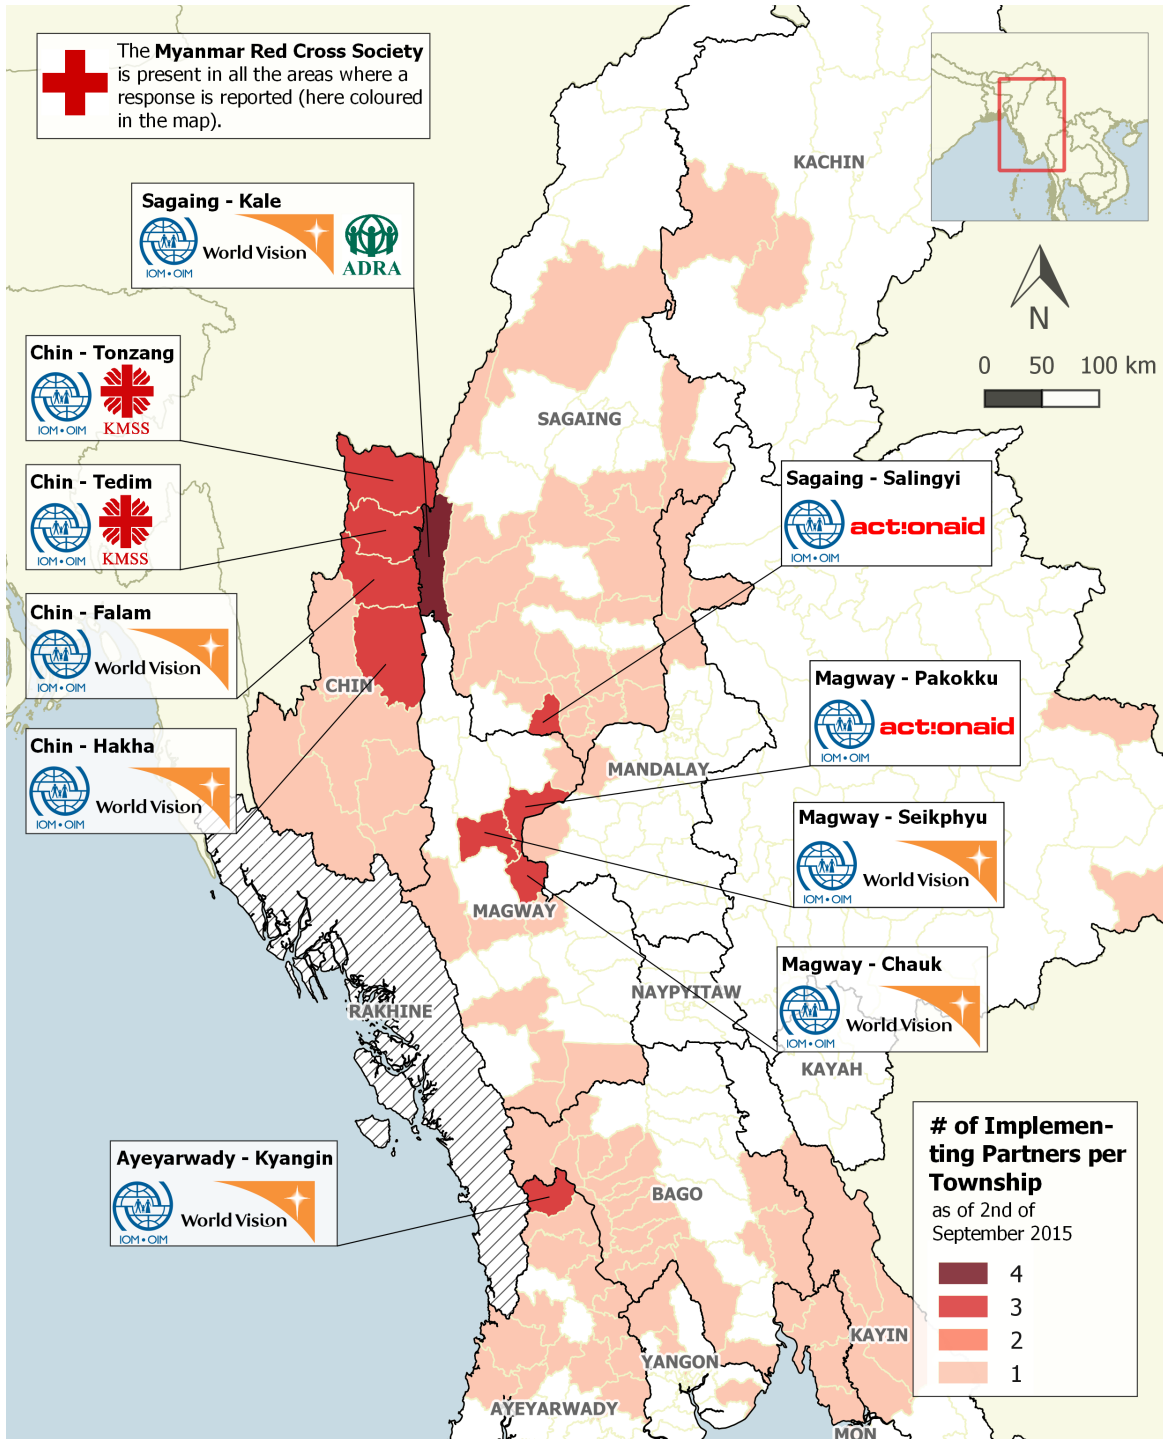 The Myanmar Red Cross Society
is present in all the areas where a
response is reported (here coloured
in the map).
KACHIN
Sagaing - Kale
IOM•OIM
World Vision
ADRA
N
0 50 100 km
Chin - Tonzang
IOM•OIM
KMSS
SAGAING
Chin - Tedim
IOM•OIM
KMSS
Sagaing - Salingyi
IOM•OIM
act!onaid
Chin - Falam
IOM•OIM
World Vision
CHIN
Magway - Pakokku
IOM•OIM
act!onaid
Chin - Hakha
IOM•OIM
World Vision
MANDALAY
Magway - Seikphyu
IOM•OIM
World Vision
MAGWAY
Magway - Chauk
IOM•OIM
World Vision
NAYPYITAW
RAKHINE
KAYAH
Ayeyarwady - Kyangin
IOM•OIM
World Vision
BAGO
# of Implemen-
ting Partners per
Township
as of 2nd of
September 2015
4
3
2
1
KAYIN
YANGON
AYEYARWADY
MON